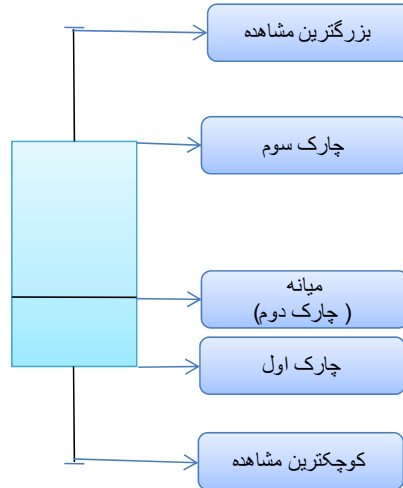 بزرگترین مشاهده
چارک سوم
میانه
( چارک دوم)
چارک اول
کوچکترین مشاهده